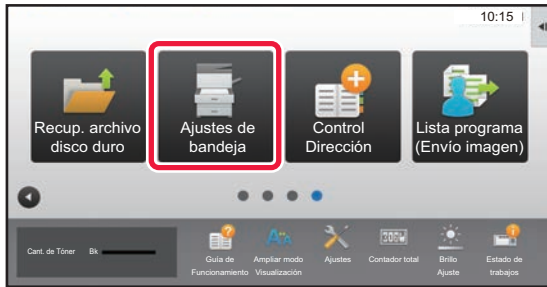 10:15
Recup. archivo
disco duro
Ajustes de
bandeja
Control
Dirección
Lista programa
(Envío imagen)
Cant. de Tóner Bk
Guía de
Funcionamiento
Ampliar modo
Visualización
Ajustes
Contador total
Brillo
Ajuste
Estado de
trabajos